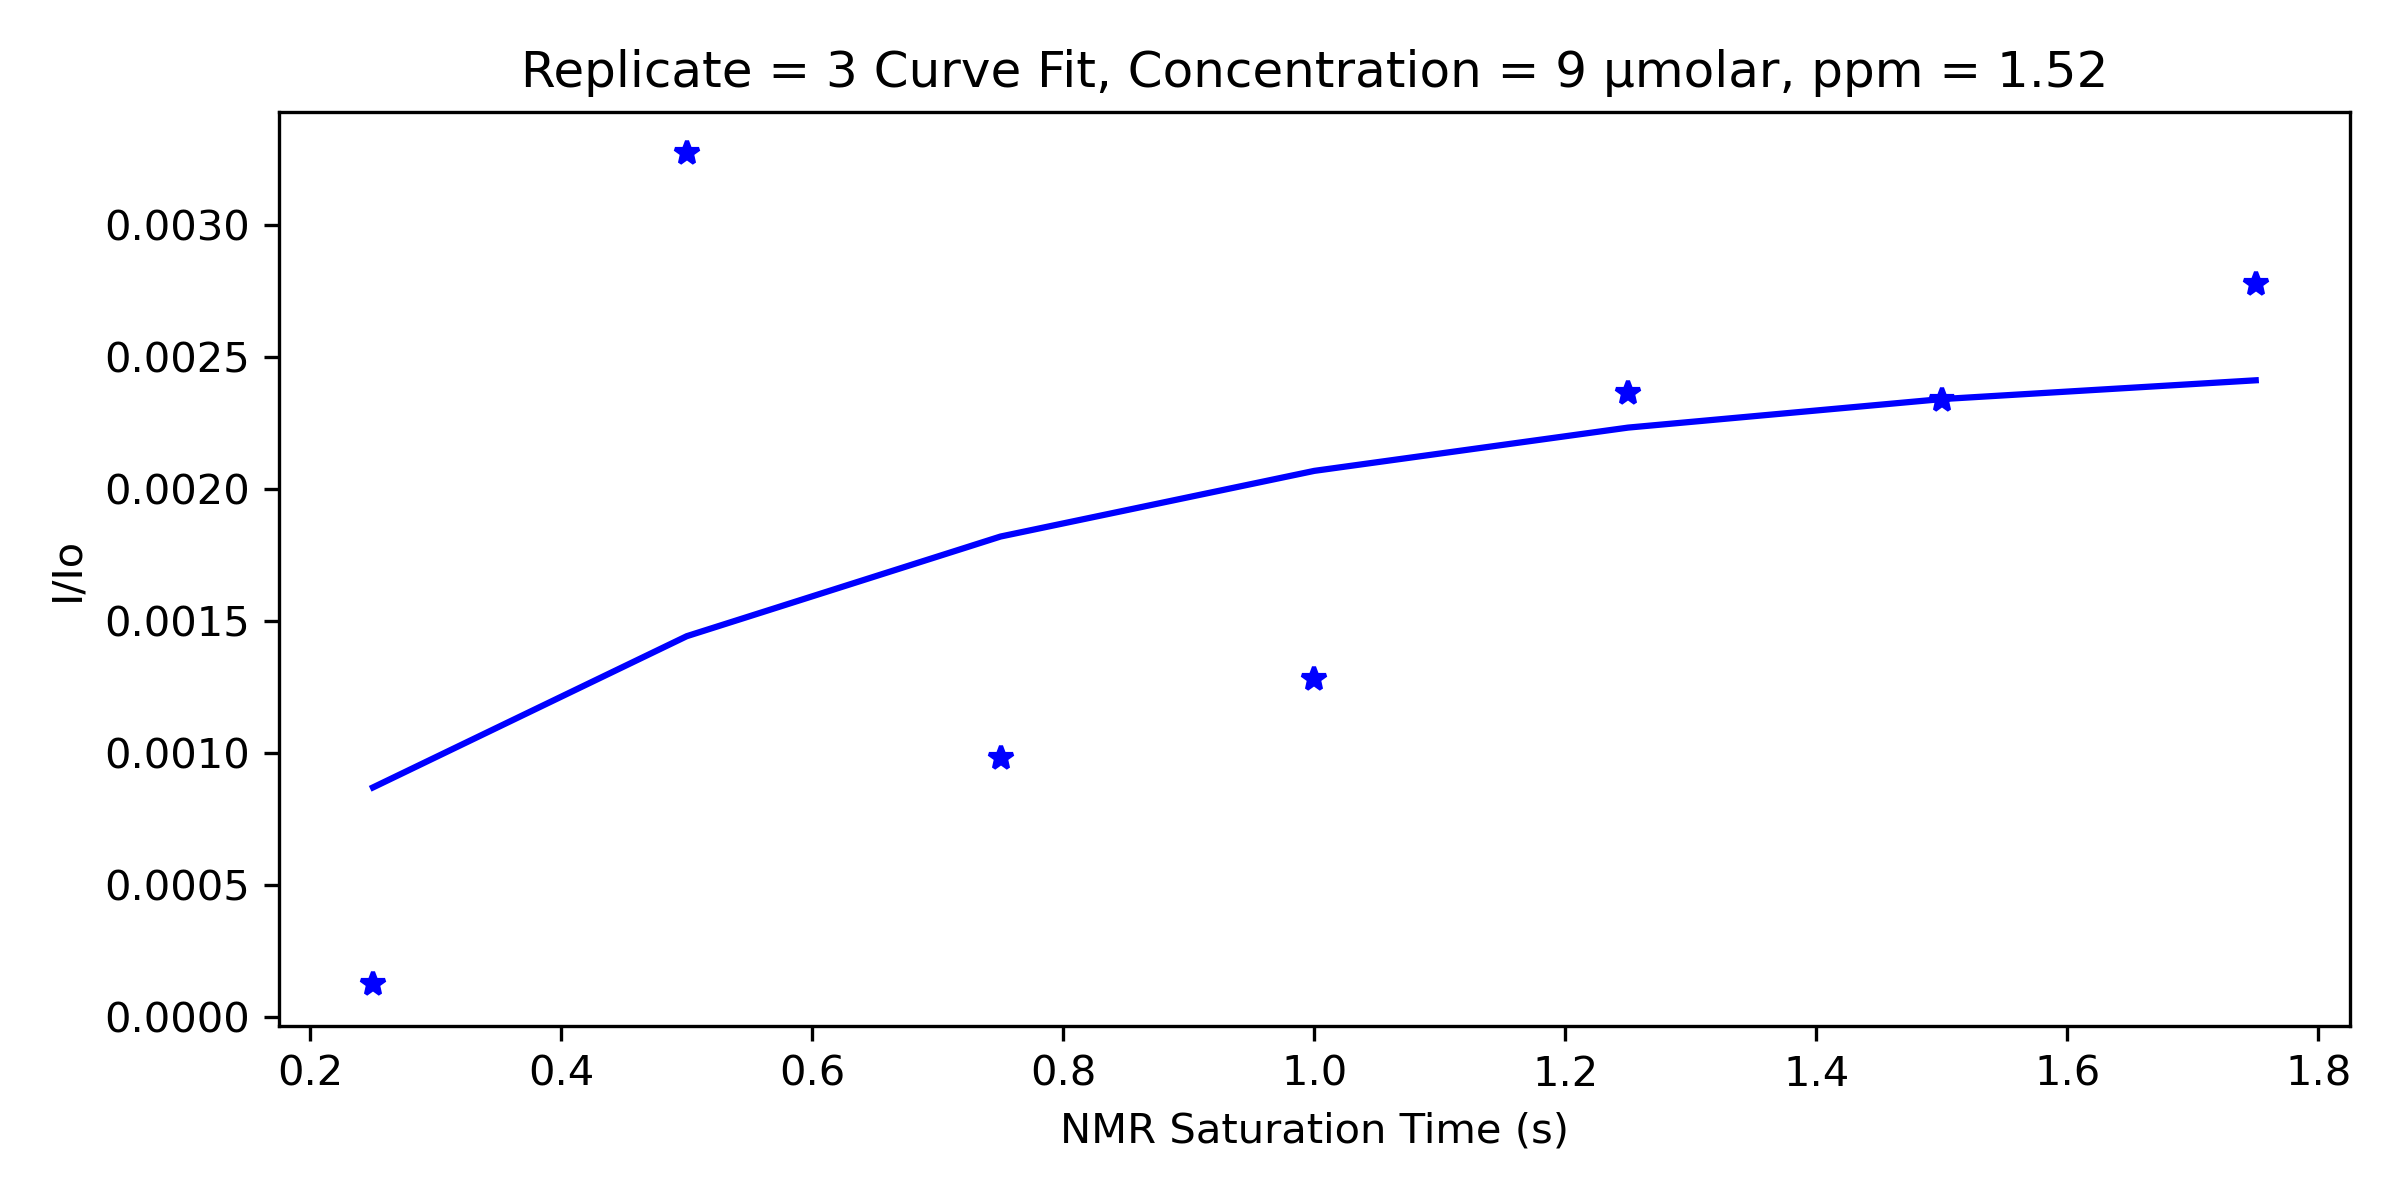 Replicate = 3 Curve Fit, Concentration = 9 µmolar, ppm = 1.52
0.0030
0.0025
0.0020
0.0015
0.0010
0.0005
0.0000
I/Io
0.2 0.4 0.6 0.8 1.0 1.2 1.4 1.6 1.8
NMR Saturation Time (s)